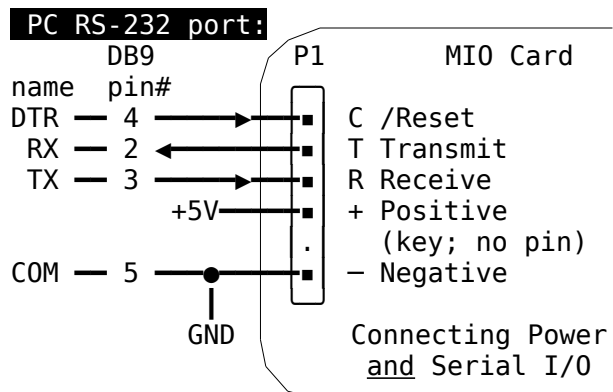 PC RS-232 port:
DB9 P1 MIO Card
name pin#
DTR 4 C /Reset
RX 2 T Transmit
TX 3 R Receive
+5V + Positive
. (key; no pin)
COM 5 − Negative
GND Connecting Power
and Serial I/O